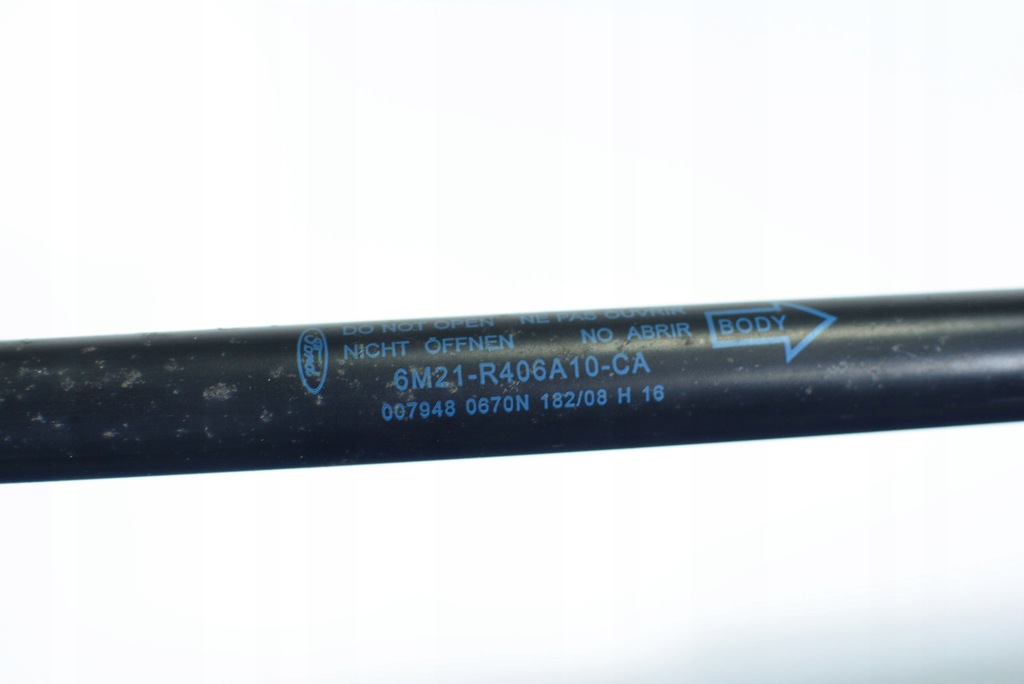 Ford
DO NOT OPEN NE PAS OUVRIR
NICHT ÖFFNEN NO ABRIR
BODY
6M21-R406A10-CA
007948 0670N 182/08 H 16